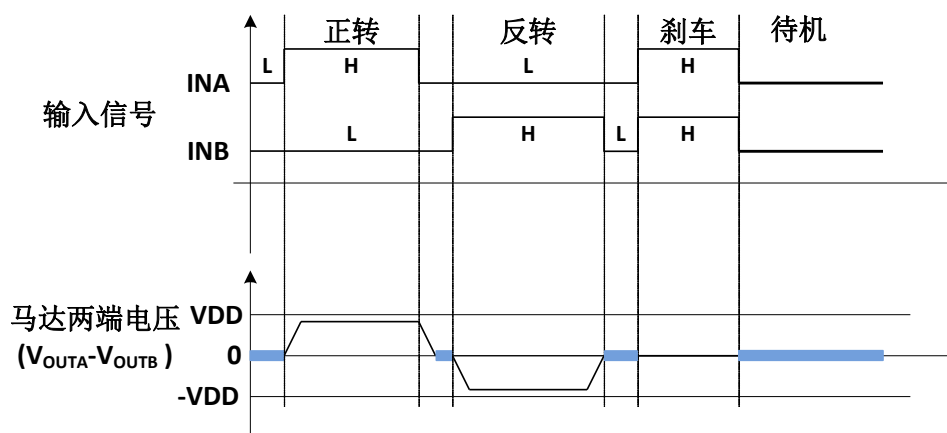 正转 反转 刹车 待机
L H L H
INA
输入信号
L H L H
INB
马达两端电压 VDD
(VOUTA-VOUTB ) 0
-VDD